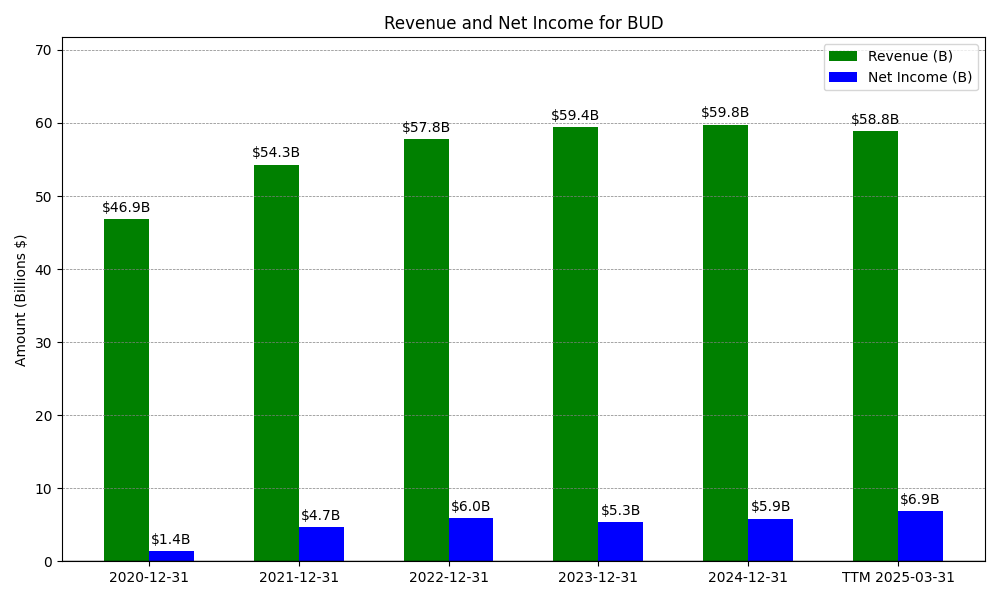 Revenue and Net Income for BUD
Revenue (B)
Net Income (B)
Amount (Billions $)
70
60
50
40
30
20
10
0
$46.9B
$1.4B
$54.3B
$4.7B
$57.8B
$6.0B
$59.4B
$5.3B
$59.8B
$5.9B
$58.8B
$6.9B
2020-12-31
2021-12-31
2022-12-31
2023-12-31
2024-12-31
TTM 2025-03-31